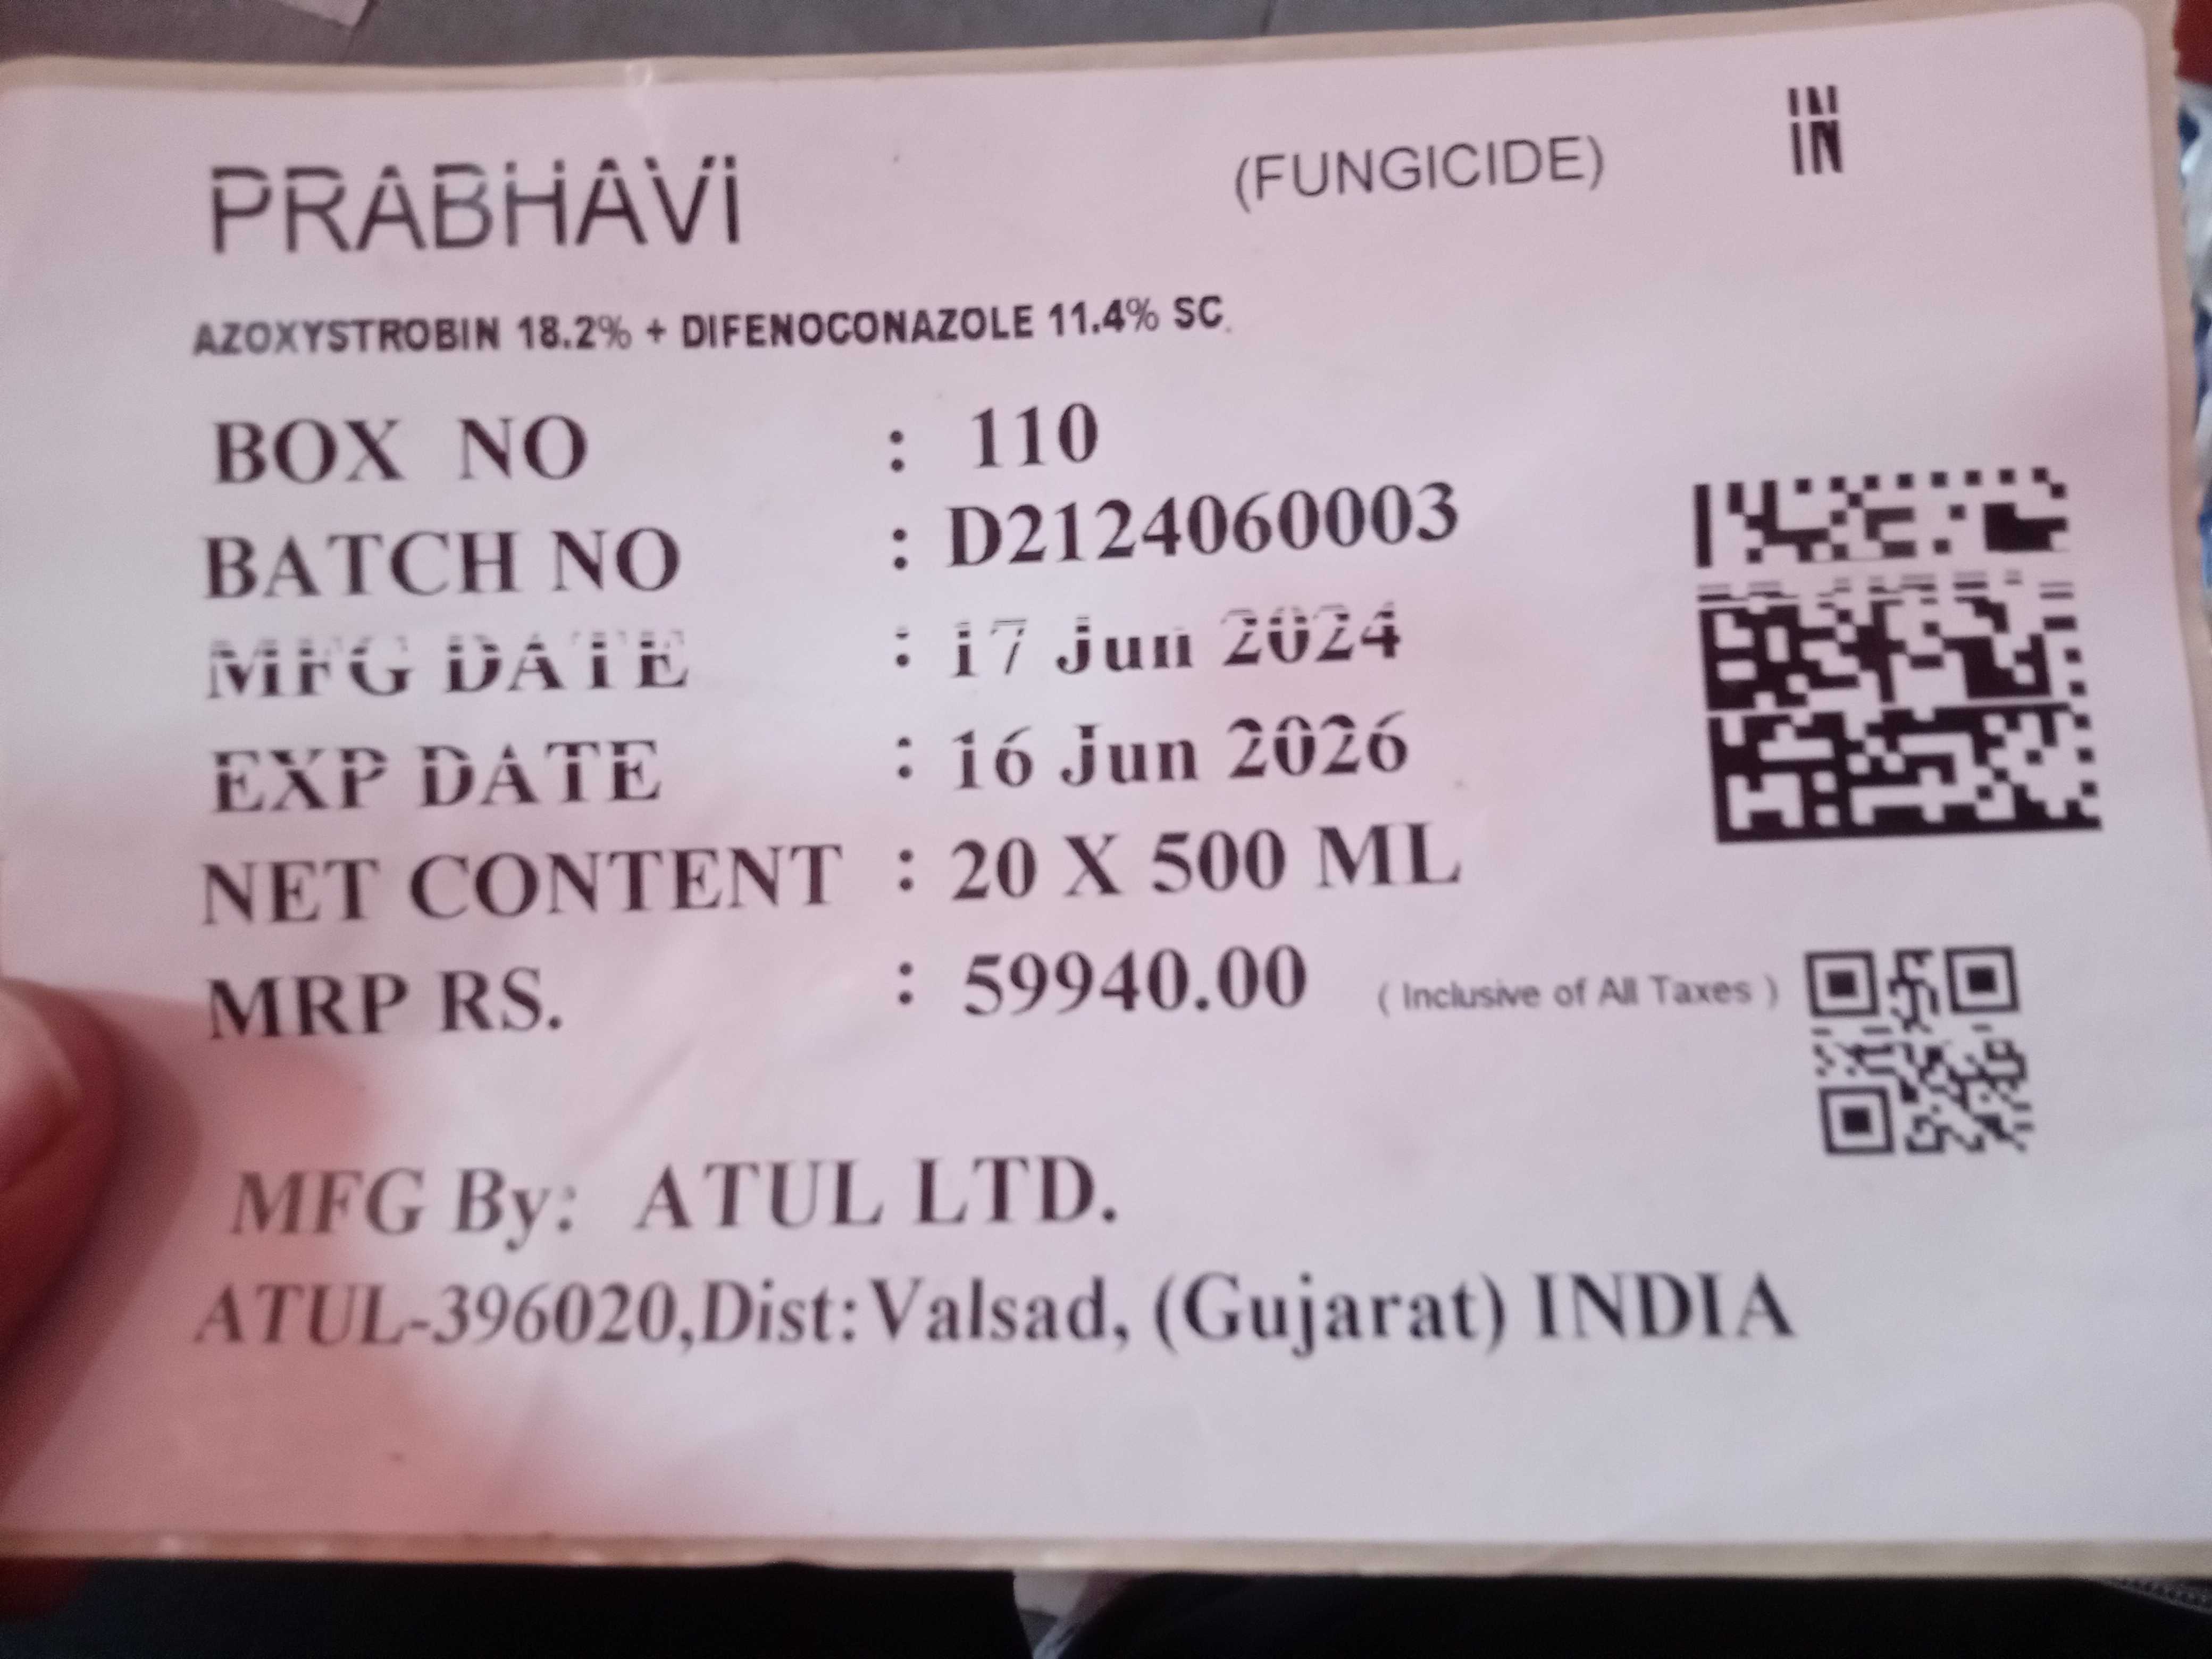 PRABHAVI (FUNGICIDE) IN
AZOXYSTROBIN 18.2% + DIFENOCONAZOLE 11.4% SC.
BOX NO : 110
BATCH NO : D2124060003
MFG DATE : 17 Jun 2024
EXP DATE : 16 Jun 2026
NET CONTENT : 20 X 500 ML
MRP RS. : 59940.00 ( Inclusive of All Taxes )
MFG By: ATUL LTD.
ATUL-396020,Dist:Valsad, (Gujarat) INDIA